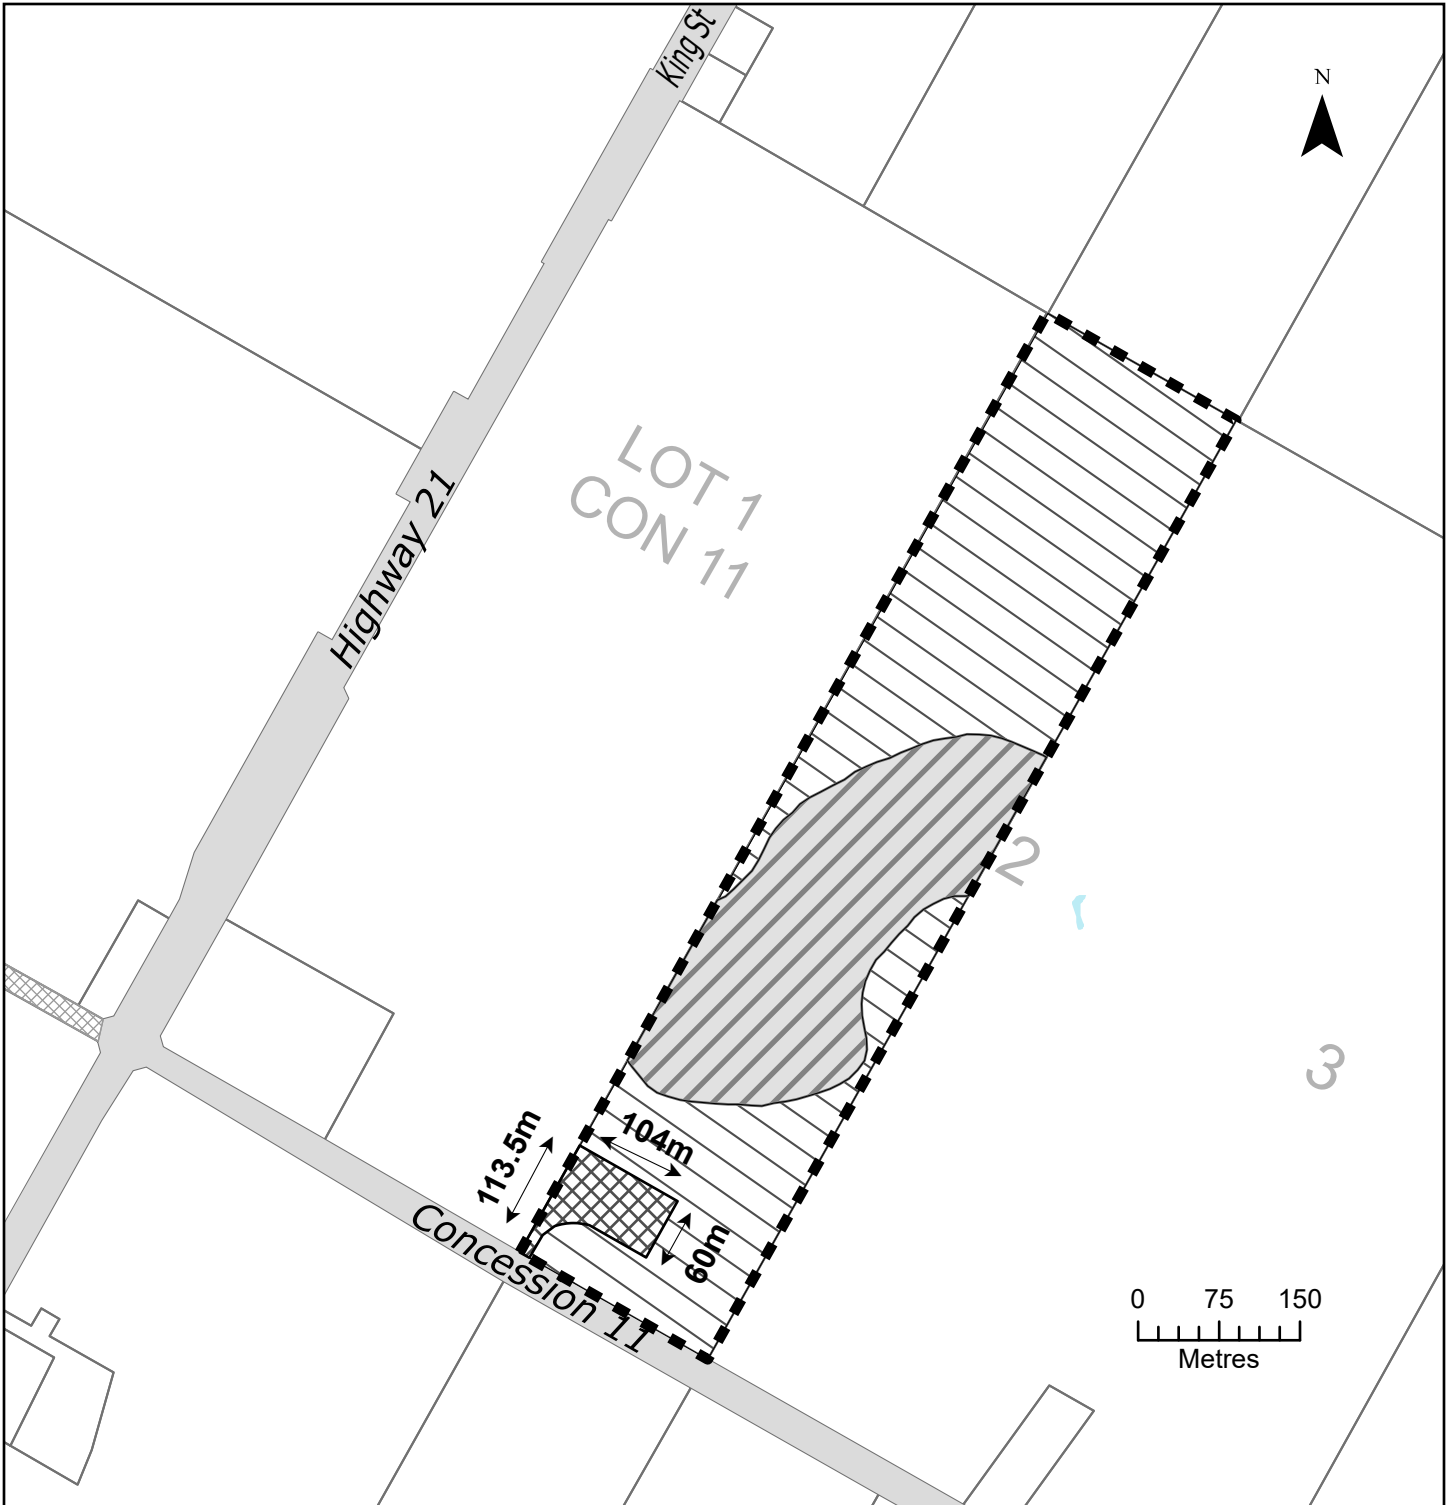 King St
N
Highway 21
LOT 1
CON 11
2
3
113.5m
104m
60m
Concession 11
0 75 150
Metres